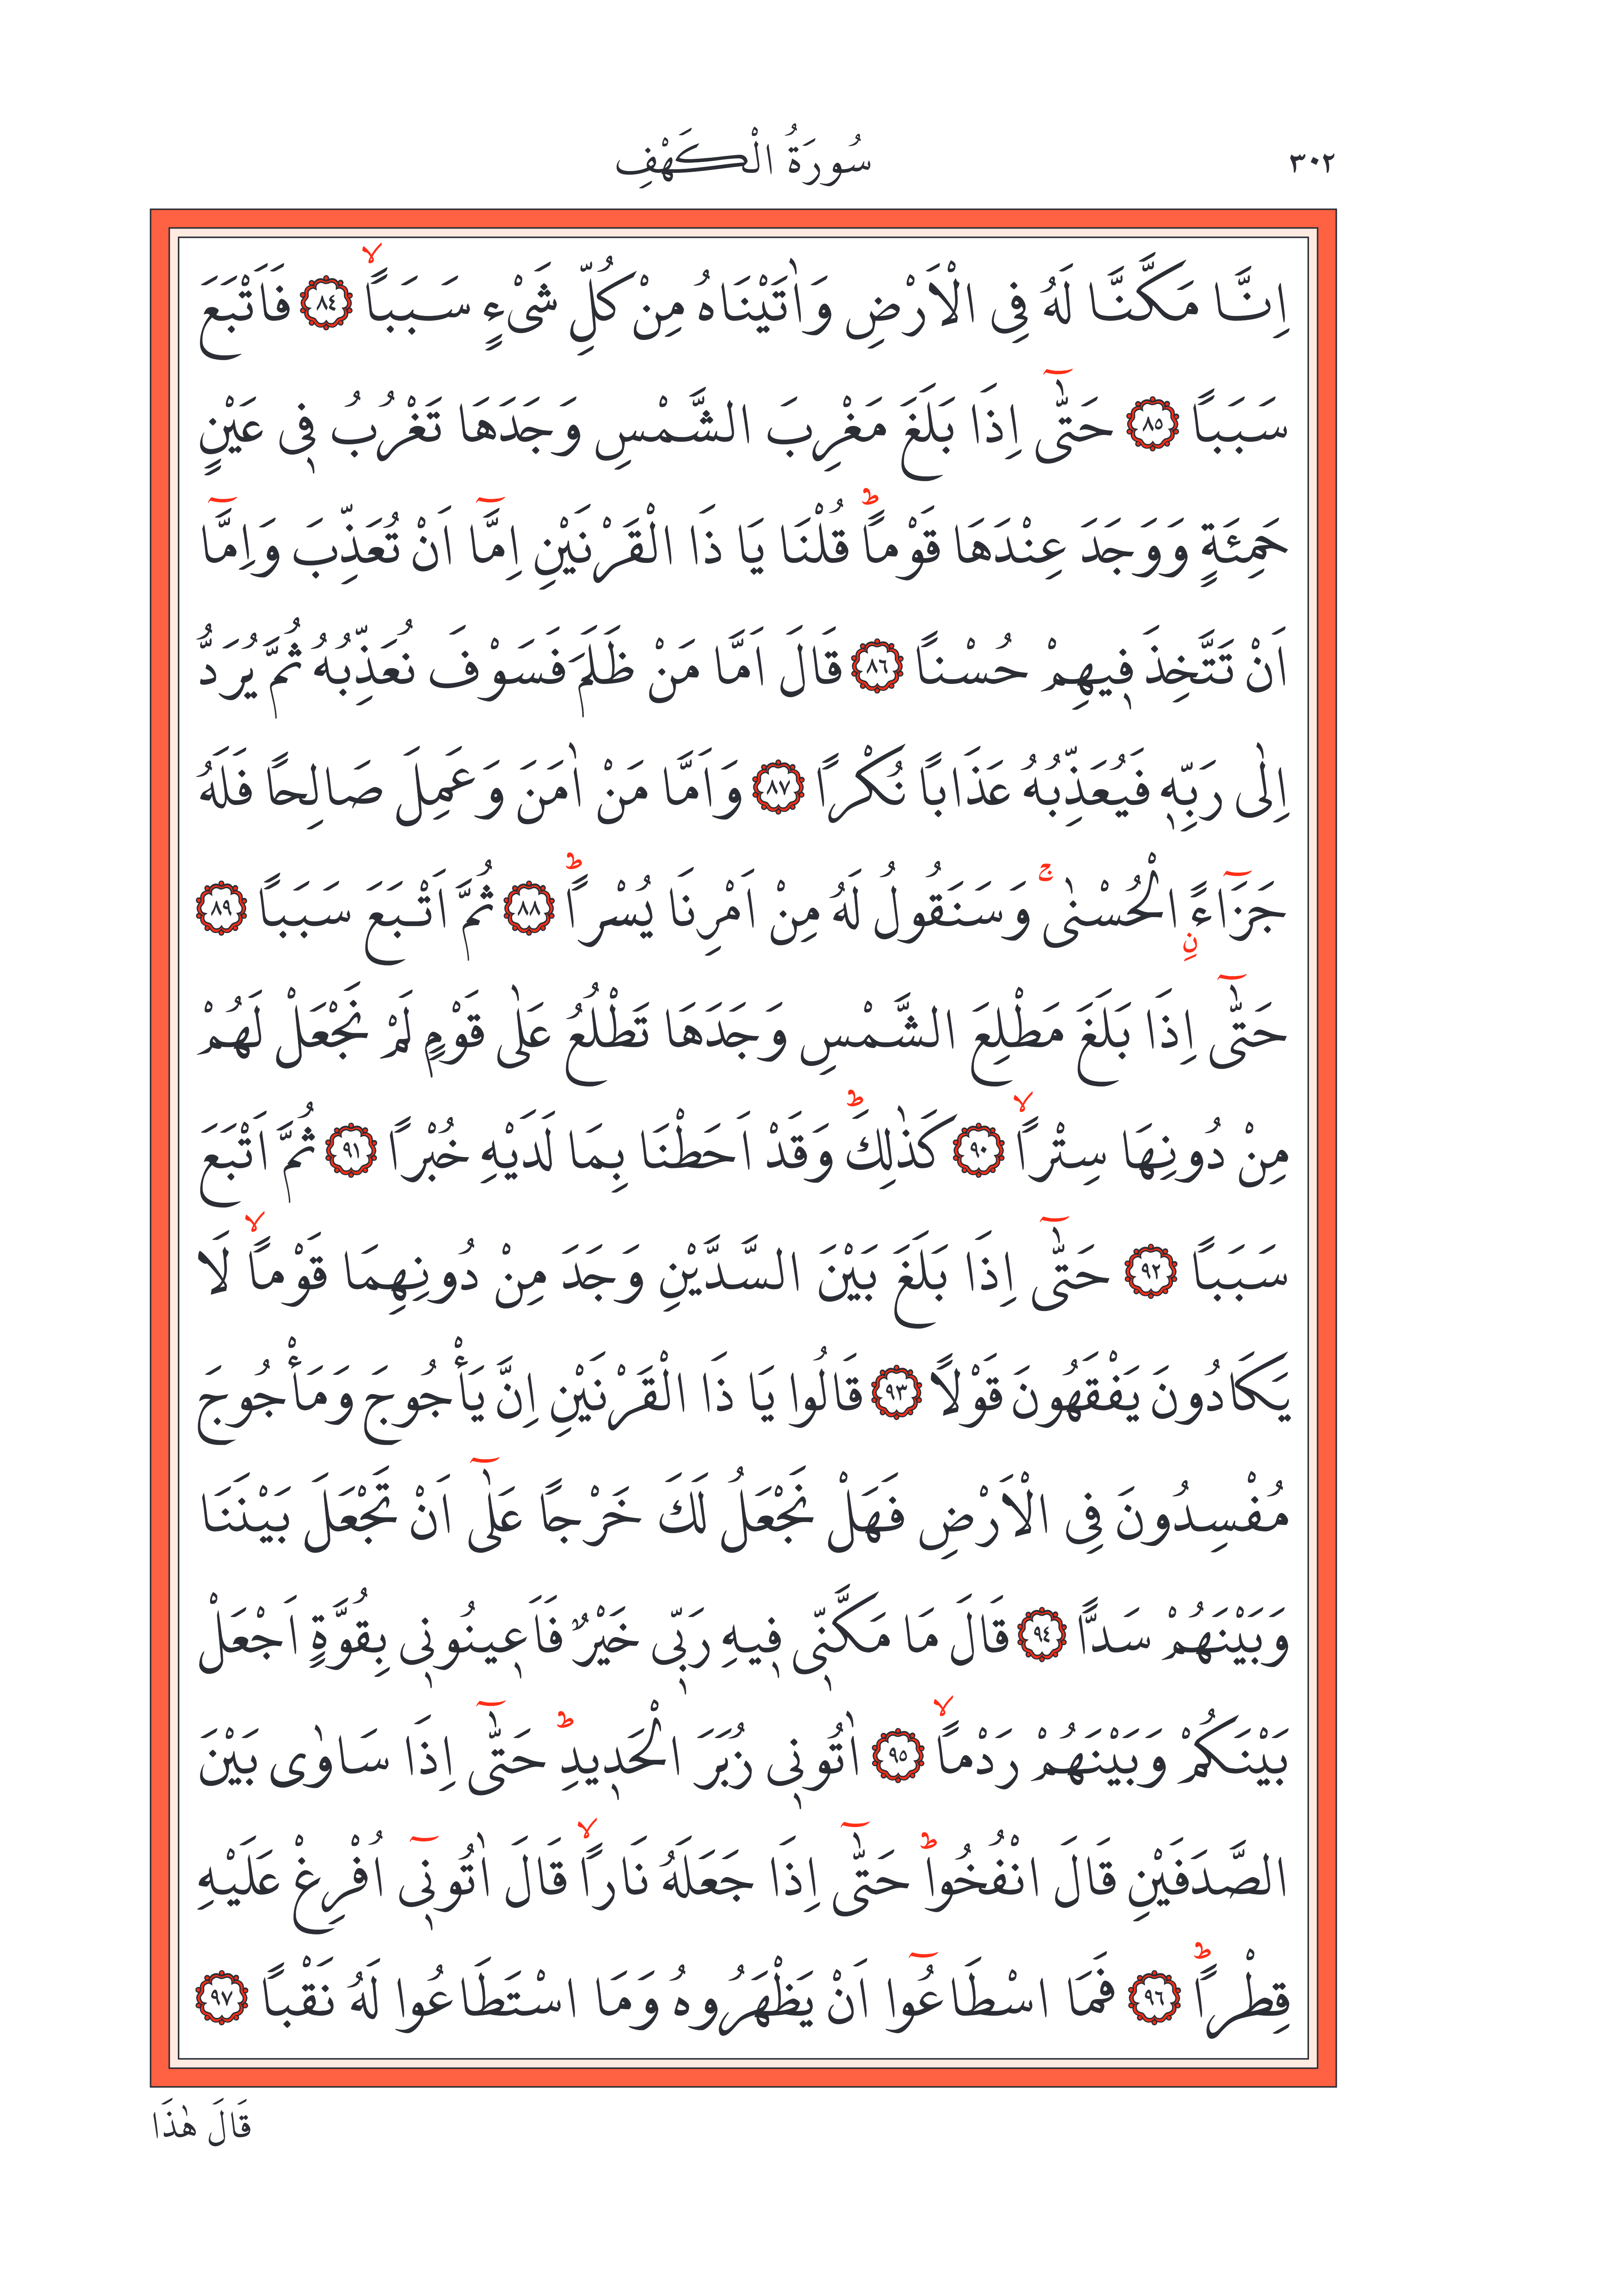 سُورَةُ الْكَهْفِ ٣٠٢
اِنَّا مَكَّنَّا لَهُ فِى الْاَرْضِ وَاٰتَيْنَاهُ مِنْ كُلِّ شَىْءٍ سَبَباًۙ ﴿٨٤﴾ فَاَتْبَعَ
سَبَباً ﴿٨٥﴾ حَتّٰٓى اِذَا بَلَغَ مَغْرِبَ الشَّمْسِ وَجَدَهَا تَغْرُبُ ف۪ى عَيْنٍ
حَمِئَةٍ وَوَجَدَ عِنْدَهَا قَوْماًۜ قُلْنَا يَا ذَا الْقَرْنَيْنِ اِمَّٓا اَنْ تُعَذِّبَ وَاِمَّٓا
اَنْ تَتَّخِذَ ف۪يهِمْ حُسْناً ﴿٨٦﴾ قَالَ اَمَّا مَنْ ظَلَمَ فَسَوْفَ نُعَذِّبُهُ ثُمَّ يُرَدُّ
اِلٰى رَبِّه۪ فَيُعَذِّبُهُ عَذَاباً نُكْراً ﴿٨٧﴾ وَاَمَّا مَنْ اٰمَنَ وَعَمِلَ صَالِحاً فَلَهُ
جَزَٓاءًۨ الْحُسْنٰىۚ وَسَنَقُولُ لَهُ مِنْ اَمْرِنَا يُسْراًۜ ﴿٨٨﴾ ثُمَّ اَتْبَعَ سَبَباً ﴿٨٩﴾
حَتّٰٓى اِذَا بَلَغَ مَطْلِعَ الشَّمْسِ وَجَدَهَا تَطْلُعُ عَلٰى قَوْمٍ لَمْ نَجْعَلْ لَهُمْ
مِنْ دُونِهَا سِتْراًۙ ﴿٩٠﴾ كَذٰلِكَۜ وَقَدْ اَحَطْنَا بِمَا لَدَيْهِ خُبْراً ﴿٩١﴾ ثُمَّ اَتْبَعَ
سَبَباً ﴿٩٢﴾ حَتّٰٓى اِذَا بَلَغَ بَيْنَ السَّدَّيْنِ وَجَدَ مِنْ دُونِهِمَا قَوْماًۙ لَا
يَكَادُونَ يَفْقَهُونَ قَوْلاً ﴿٩٣﴾ قَالُوا يَا ذَا الْقَرْنَيْنِ اِنَّ يَأْجُوجَ وَمَأْجُوجَ
مُفْسِدُونَ فِى الْاَرْضِ فَهَلْ نَجْعَلُ لَكَ خَرْجاً عَلٰٓى اَنْ تَجْعَلَ بَيْنَنَا
وَبَيْنَهُمْ سَداًّ ﴿٩٤﴾ قَالَ مَا مَكَّنّ۪ى ف۪يهِ رَبّ۪ى خَيْرٌ فَاَع۪ينُون۪ى بِقُوَّةٍ اَجْعَلْ
بَيْنَكُمْ وَبَيْنَهُمْ رَدْماًۙ ﴿٩٥﴾ اٰتُون۪ى زُبَرَ الْحَد۪يدِۜ حَتّٰٓى اِذَا سَاوٰى بَيْنَ
الصَّدَفَيْنِ قَالَ انْفُخُواۜ حَتّٰٓى اِذَا جَعَلَهُ نَاراًۙ قَالَ اٰتُون۪ٓى اُفْرِغْ عَلَيْهِ
قِطْراًۜ ﴿٩٦﴾ فَمَا اسْطَاعُٓوا اَنْ يَظْهَرُوهُ وَمَا اسْتَطَاعُوا لَهُ نَقْباً ﴿٩٧﴾
قَالَ هٰذَا